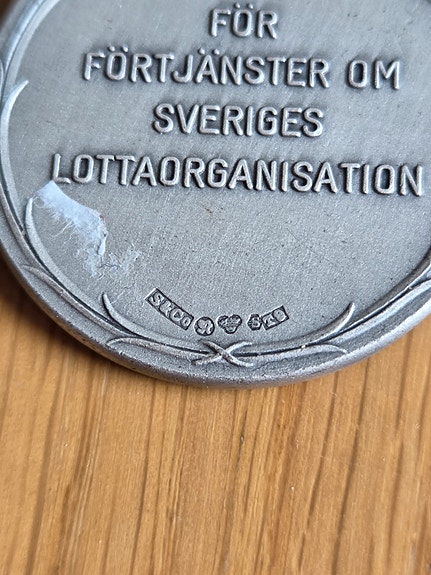 FÖR
FÖRTJÄNSTER OM
SVERIGES
LOTTAORGANISATION